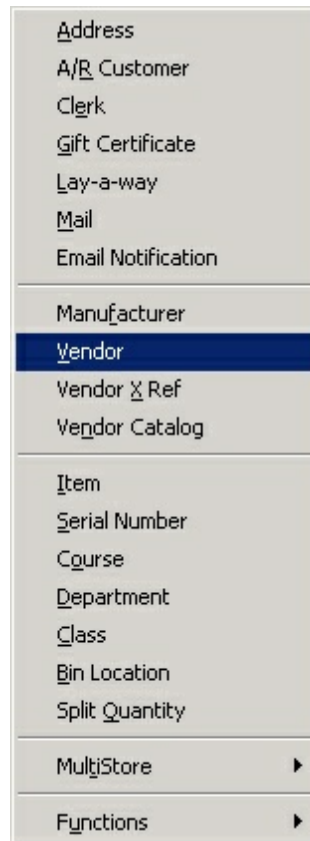 Address
A/R Customer
Clerk
Gift Certificate
Lay-a-way
Mail
Email Notification
Manufacturer
Vendor
Vendor X Ref
Vendor Catalog
Item
Serial Number
Course
Department
Class
Bin Location
Split Quantity
MultiStore
Functions